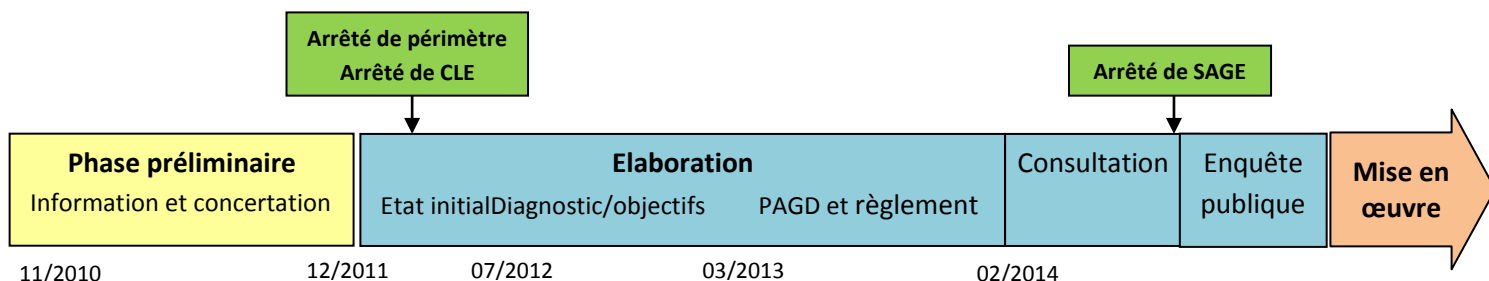 Arrêté de périmètre
Arrêté de CLE
Arrêté de SAGE
Phase préliminaire
Information et concertation
Elaboration
Etat initialDiagnostic/objectifs PAGD et règlement
Consultation
Enquête
publique
Mise en
œuvre
11/2010 12/2011 07/2012 03/2013 02/2014